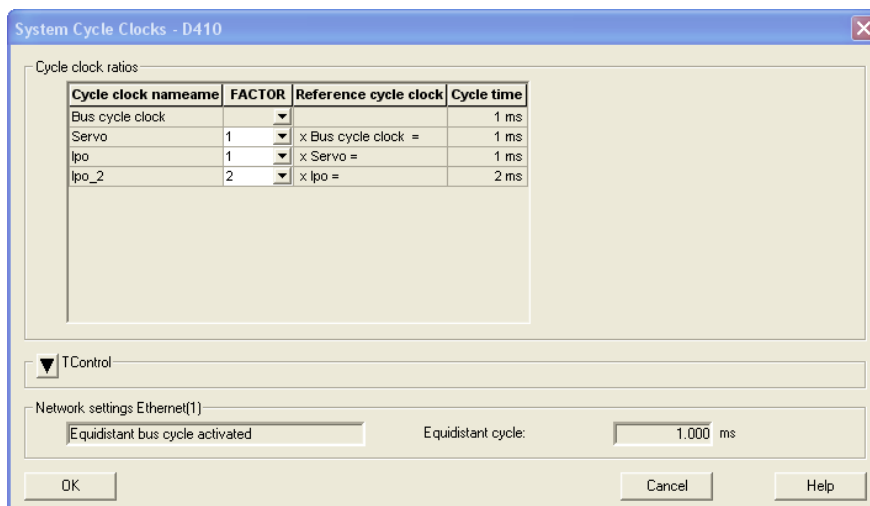 System Cycle Clocks - D410
Cycle clock ratios
Cycle clock nameame FACTOR Reference cycle clock Cycle time
Bus cycle clock 1 ms
Servo 1 x Bus cycle clock = 1 ms
Ipo 1 x Servo = 1 ms
Ipo_2 2 x Ipo = 2 ms
TControl
Network settings Ethernet(1)
Equidistant bus cycle activated Equidistant cycle: 1.000 ms
OK Cancel Help